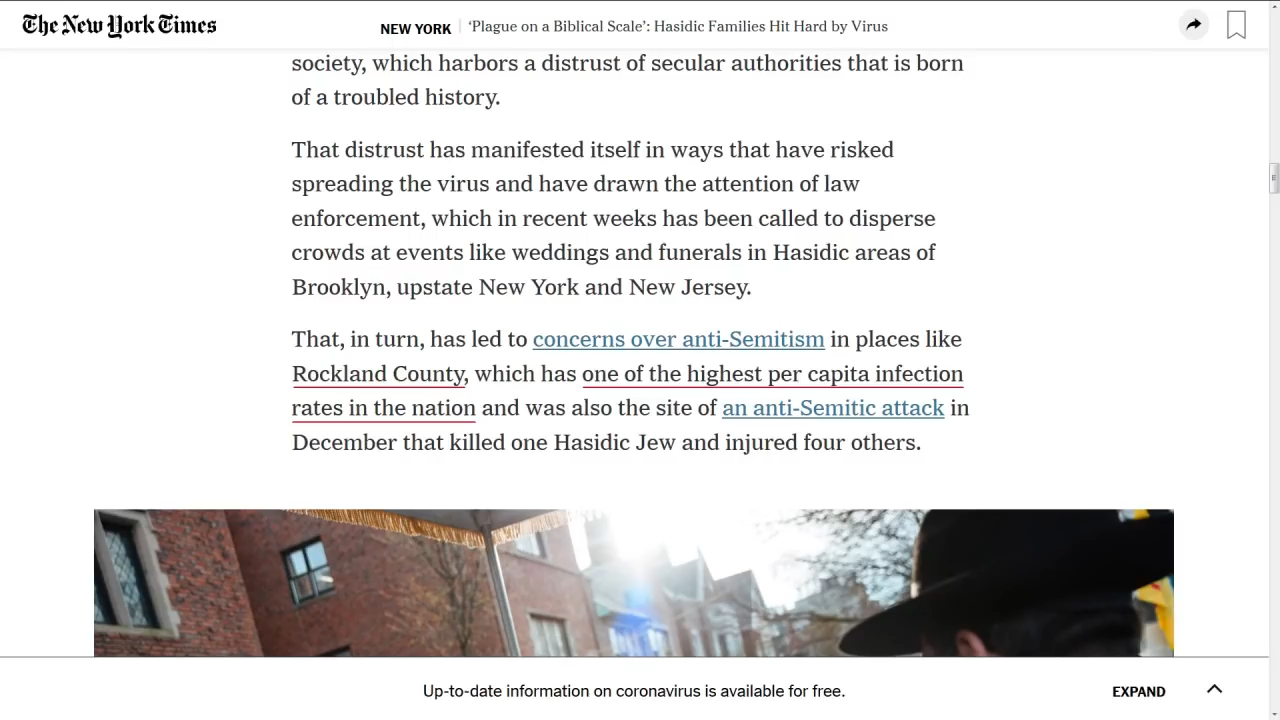 The New York Times
NEW YORK
‘Plague on a Biblical Scale’: Hasidic Families Hit Hard by Virus
society, which harbors a distrust of secular authorities that is born
of a troubled history.
That distrust has manifested itself in ways that have risked
spreading the virus and have drawn the attention of law
enforcement, which in recent weeks has been called to disperse
crowds at events like weddings and funerals in Hasidic areas of
Brooklyn, upstate New York and New Jersey.
That, in turn, has led to concerns over anti-Semitism in places like
Rockland County, which has one of the highest per capita infection
rates in the nation and was also the site of an anti-Semitic attack in
December that killed one Hasidic Jew and injured four others.
Up-to-date information on coronavirus is available for free.
EXPAND